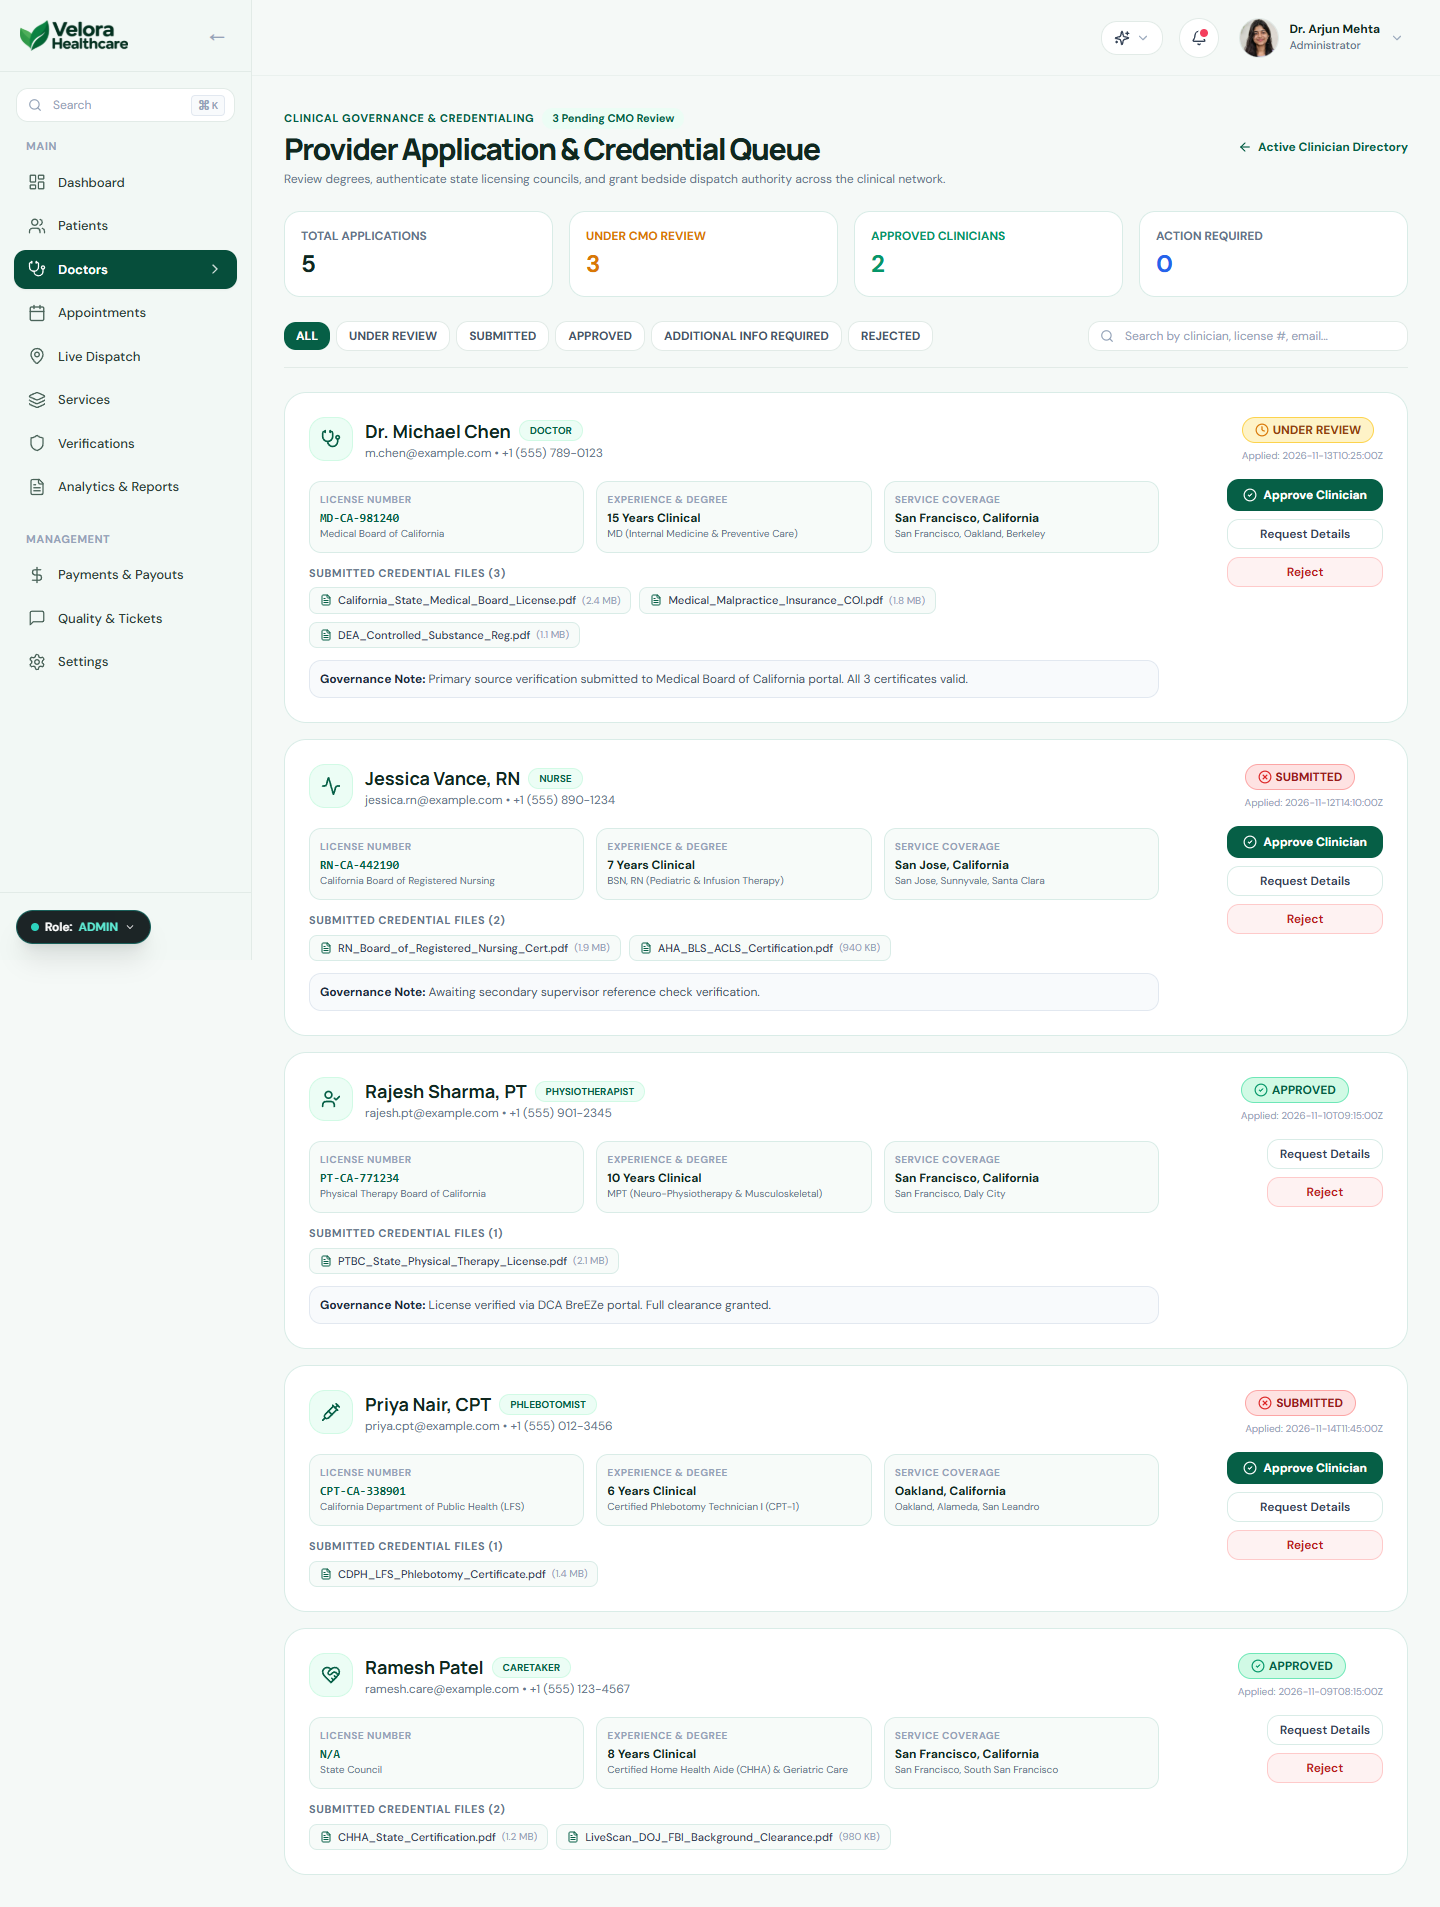 Velora
Healthcare
Search
⌘ K
MAIN
Dashboard
Patients
Doctors
Appointments
Live Dispatch
Services
Verifications
Analytics & Reports
MANAGEMENT
Payments & Payouts
Quality & Tickets
Settings
Role: ADMIN
Dr. Arjun Mehta
Administrator
CLINICAL GOVERNANCE & CREDENTIALING
3 Pending CMO Review
Provider Application & Credential Queue
Active Clinician Directory
Review degrees, authenticate state licensing councils, and grant bedside dispatch authority across the clinical network.
TOTAL APPLICATIONS
5
UNDER CMO REVIEW
3
APPROVED CLINICIANS
2
ACTION REQUIRED
0
ALL
UNDER REVIEW
SUBMITTED
APPROVED
ADDITIONAL INFO REQUIRED
REJECTED
Search by clinician, license #, email...
Dr. Michael Chen
DOCTOR
m.chen@example.com • +1 (555) 789-0123
UNDER REVIEW
Applied: 2026-11-13T10:25:00Z
LICENSE NUMBER
MD-CA-981240
Medical Board of California
EXPERIENCE & DEGREE
15 Years Clinical
MD (Internal Medicine & Preventive Care)
SERVICE COVERAGE
San Francisco, California
San Francisco, Oakland, Berkeley
Approve Clinician
Request Details
Reject
SUBMITTED CREDENTIAL FILES (3)
California_State_Medical_Board_License.pdf (2.4 MB)
Medical_Malpractice_Insurance_COI.pdf (1.8 MB)
DEA_Controlled_Substance_Reg.pdf (1.1 MB)
Governance Note: Primary source verification submitted to Medical Board of California portal. All 3 certificates valid.
Jessica Vance, RN
NURSE
jessica.rn@example.com • +1 (555) 890-1234
SUBMITTED
Applied: 2026-11-12T14:10:00Z
LICENSE NUMBER
RN-CA-442190
California Board of Registered Nursing
EXPERIENCE & DEGREE
7 Years Clinical
BSN, RN (Pediatric & Infusion Therapy)
SERVICE COVERAGE
San Jose, California
San Jose, Sunnyvale, Santa Clara
Approve Clinician
Request Details
Reject
SUBMITTED CREDENTIAL FILES (2)
RN_Board_of_Registered_Nursing_Cert.pdf (1.9 MB)
AHA_BLS_ACLS_Certification.pdf (940 KB)
Governance Note: Awaiting secondary supervisor reference check verification.
Rajesh Sharma, PT
PHYSIOTHERAPIST
rajesh.pt@example.com • +1 (555) 901-2345
APPROVED
Applied: 2026-11-10T09:15:00Z
LICENSE NUMBER
PT-CA-771234
Physical Therapy Board of California
EXPERIENCE & DEGREE
10 Years Clinical
MPT (Neuro-Physiotherapy & Musculoskeletal)
SERVICE COVERAGE
San Francisco, California
San Francisco, Daly City
Request Details
Reject
SUBMITTED CREDENTIAL FILES (1)
PTBC_State_Physical_Therapy_License.pdf (2.1 MB)
Governance Note: License verified via DCA BreEZe portal. Full clearance granted.
Priya Nair, CPT
PHLEBOTOMIST
priya.cpt@example.com • +1 (555) 012-3456
SUBMITTED
Applied: 2026-11-14T11:45:00Z
LICENSE NUMBER
CPT-CA-338901
California Department of Public Health (LFS)
EXPERIENCE & DEGREE
6 Years Clinical
Certified Phlebotomy Technician I (CPT-1)
SERVICE COVERAGE
Oakland, California
Oakland, Alameda, San Leandro
Approve Clinician
Request Details
Reject
SUBMITTED CREDENTIAL FILES (1)
CDPH_LFS_Phlebotomy_Certificate.pdf (1.4 MB)
Ramesh Patel
CARETAKER
ramesh.care@example.com • +1 (555) 123-4567
APPROVED
Applied: 2026-11-09T08:15:00Z
LICENSE NUMBER
N/A
State Council
EXPERIENCE & DEGREE
8 Years Clinical
Certified Home Health Aide (CHHA) & Geriatric Care
SERVICE COVERAGE
San Francisco, California
San Francisco, South San Francisco
Request Details
Reject
SUBMITTED CREDENTIAL FILES (2)
CHHA_State_Certification.pdf (1.2 MB)
LiveScan_DOJ_FBI_Background_Clearance.pdf (980 KB)